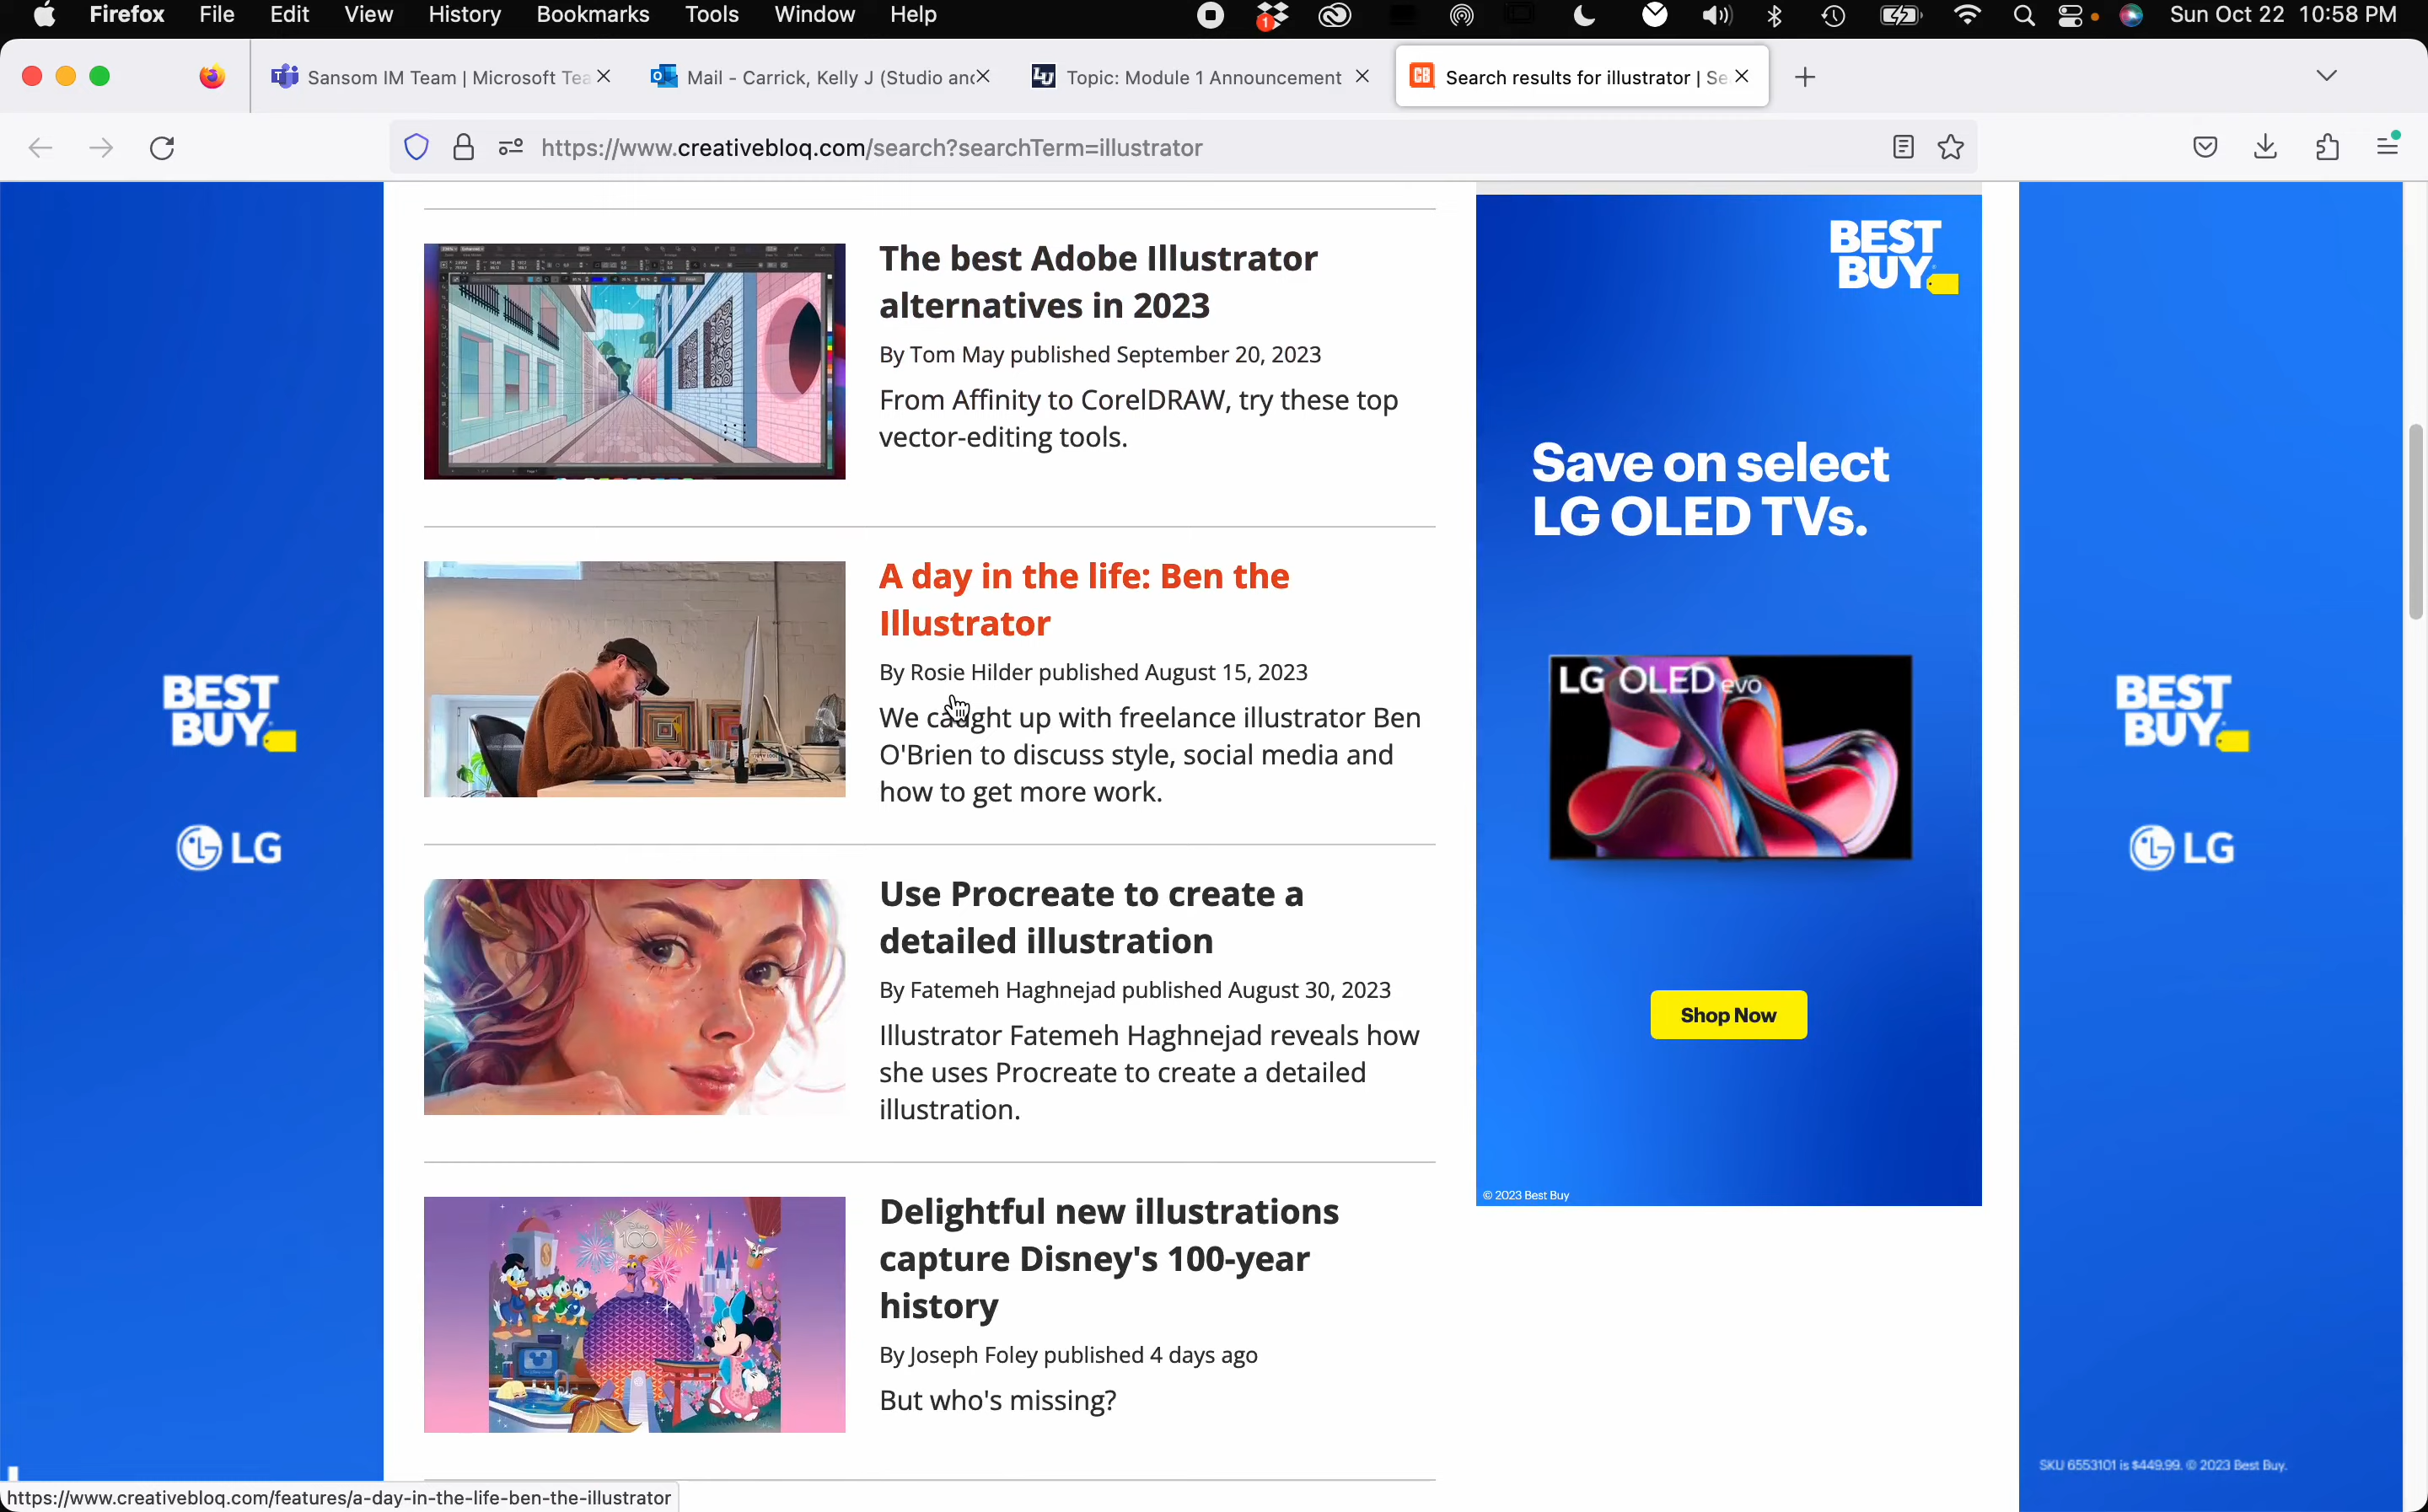 Firefox File Edit View History Bookmarks Tools Window Help
1
Sun Oct 22 10:58 PM
Sansom IM Team | Microsoft Tea
Mail - Carrick, Kelly J (Studio and
LU
Topic: Module 1 Announcement
CB
Search results for illustrator | Se
https://www.creativebloq.com/search?searchTerm=illustrator
The best Adobe Illustrator
alternatives in 2023
By Tom May published September 20, 2023
From Affinity to CorelDRAW, try these top
vector-editing tools.
A day in the life: Ben the
Illustrator
By Rosie Hilder published August 15, 2023
We caught up with freelance illustrator Ben
O'Brien to discuss style, social media and
how to get more work.
Use Procreate to create a
detailed illustration
By Fatemeh Haghnejad published August 30, 2023
Illustrator Fatemeh Haghnejad reveals how
she uses Procreate to create a detailed
illustration.
100
Delightful new illustrations
capture Disney's 100-year
history
By Joseph Foley published 4 days ago
But who's missing?
BEST
BUY
Save on select
LG OLED TVs.
LG OLED evo
Shop Now
© 2023 Best Buy
BEST
BUY
LG
BEST
BUY
LG
SKU 6553101 is $449.99. © 2023 Best Buy.
https://www.creativebloq.com/features/a-day-in-the-life-ben-the-illustrator